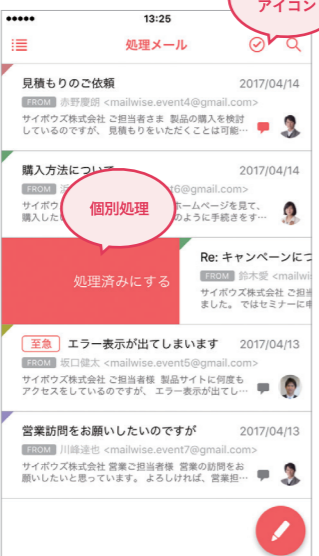 アイコン
13:25
処理メール
見積もりのご依頼 2017/04/14
FROM 赤野慶朗 <mailwise.event4@gmail.com>
サイボウズ株式会社 ご担当者さま 製品の購入を検討
しているのですが、 見積もりをいただくことは可能…
購入方法について 2017/04/14
FROM t6@gmail.com>
サイボウ ホームページを見て、
購入した のように手続きをす…
個別処理
処理済みにする
Re: キャンペーンにつ
FROM 鈴木愛 <mailwi
サイボウズ株式会社 ご担当
ました。 ではセミナーに申
至急 エラー表示が出てしまいます 2017/04/13
FROM 坂口健太 <mailwise.event5@gmail.com>
サイボウズ株式会社 ご担当者様 製品サイトに何度も
アクセスをしているのですが、 エラー表示が出てし…
営業訪問をお願いしたいのですが 2017/04/13
FROM 川峰達也 <mailwise.event7@gmail.com>
サイボウズ株式会社 営業ご担当者様 営業の訪問をお
願いしたいと思っています。 よろしければ、営業担…